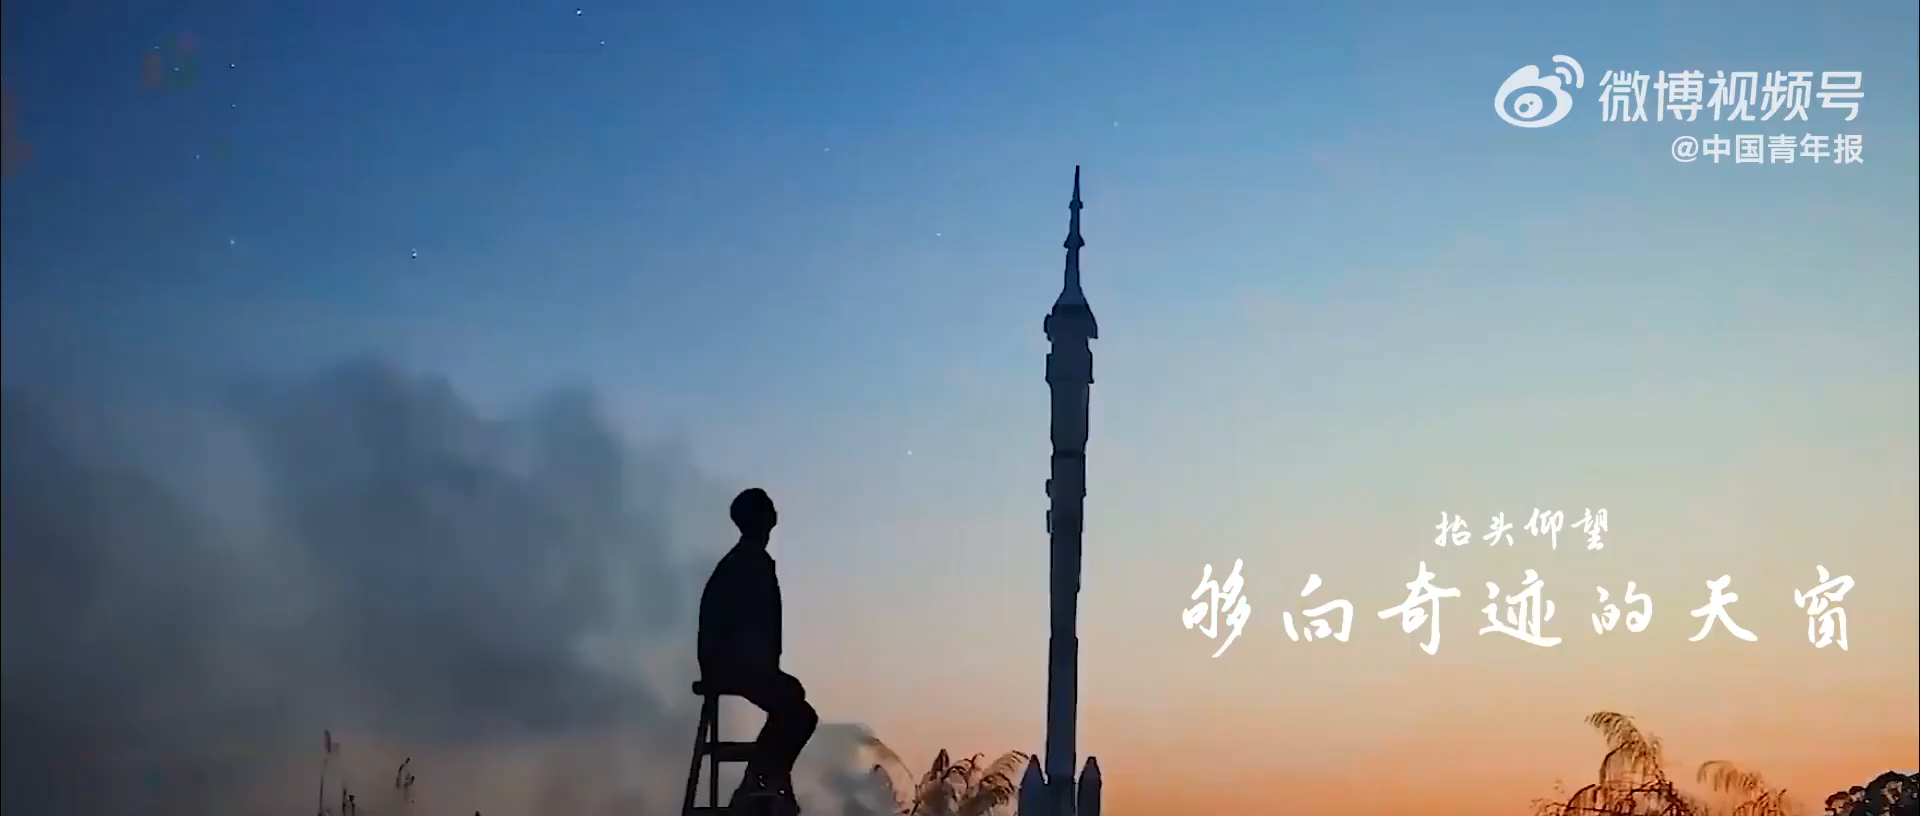 微博视频号
@中国青年报
抬头仰望
够向奇迹的天窗